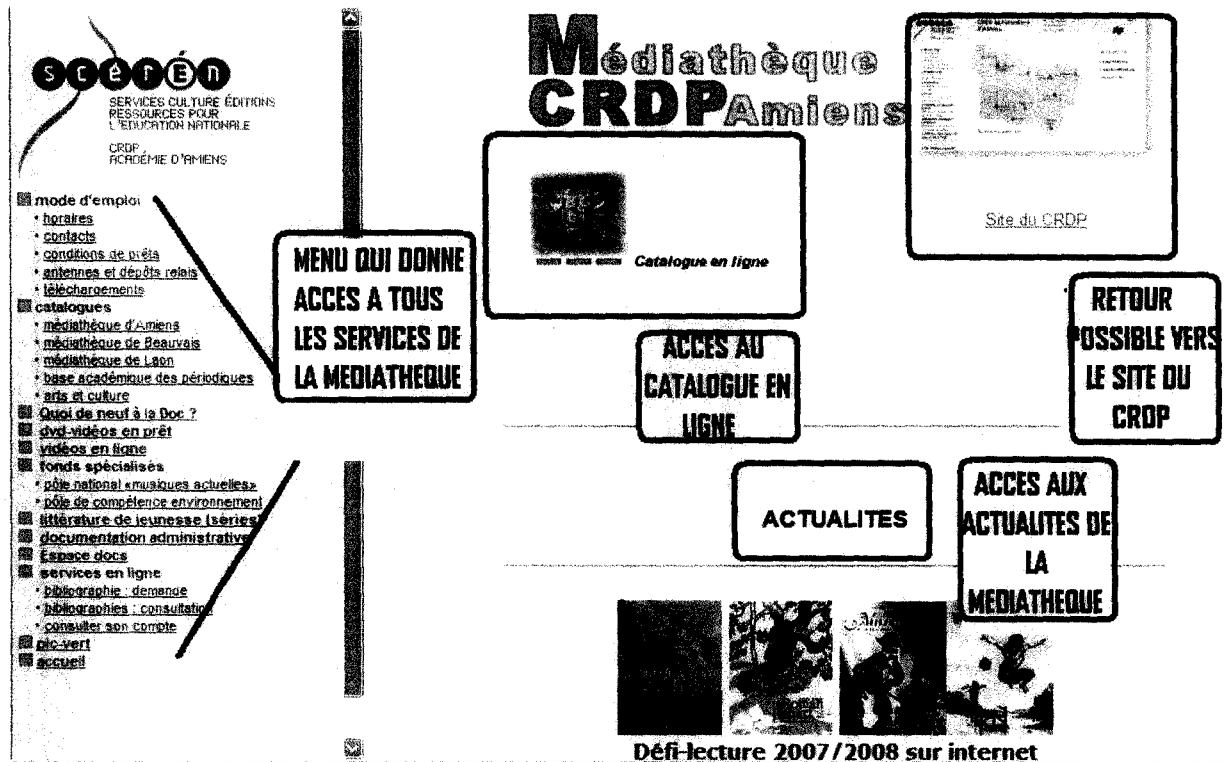 scérÉn
SERVICES CULTURE ÉDITIONS
RESSOURCES POUR
L'EDUCATION NATIONALE
CRDP
ACADÉMIE D'AMIENS
mode d'emploi
• horaires
• contacts
• conditions de prêts
• antennes et dépôts relais
• téléchargements
catalogues
• médiathèque d'Amiens
• médiathèque de Beauvais
• médiathèque de Laon
• base académique des périodiques
• arts et culture
Quoi de neuf à la Doc ?
dvd-vidéos en prêt
vidéos en ligne
fonds spécialisés
• pôle national «musiques actuelles»
• pôle de compétence environnement
littérature de jeunesse (séries)
documentation administrative
Espace docs
services en ligne
• bibliographie : demande
• bibliographies : consultation
• consulter son compte
pic-vert
accueil
MENU QUI DONNE
ACCES A TOUS
LES SERVICES DE
LA MEDIATHEQUE
Médiathèque
CRDP Amiens
Catalogue en ligne
ACCES AU
CATALOGUE EN
LIGNE
Site du CRDP
RETOUR
POSSIBLE VERS
LE SITE DU
CRDP
ACTUALITES
ACCES AUX
ACTUALITES DE
LA
MEDIATHEQUE
Défi-lecture 2007/2008 sur internet